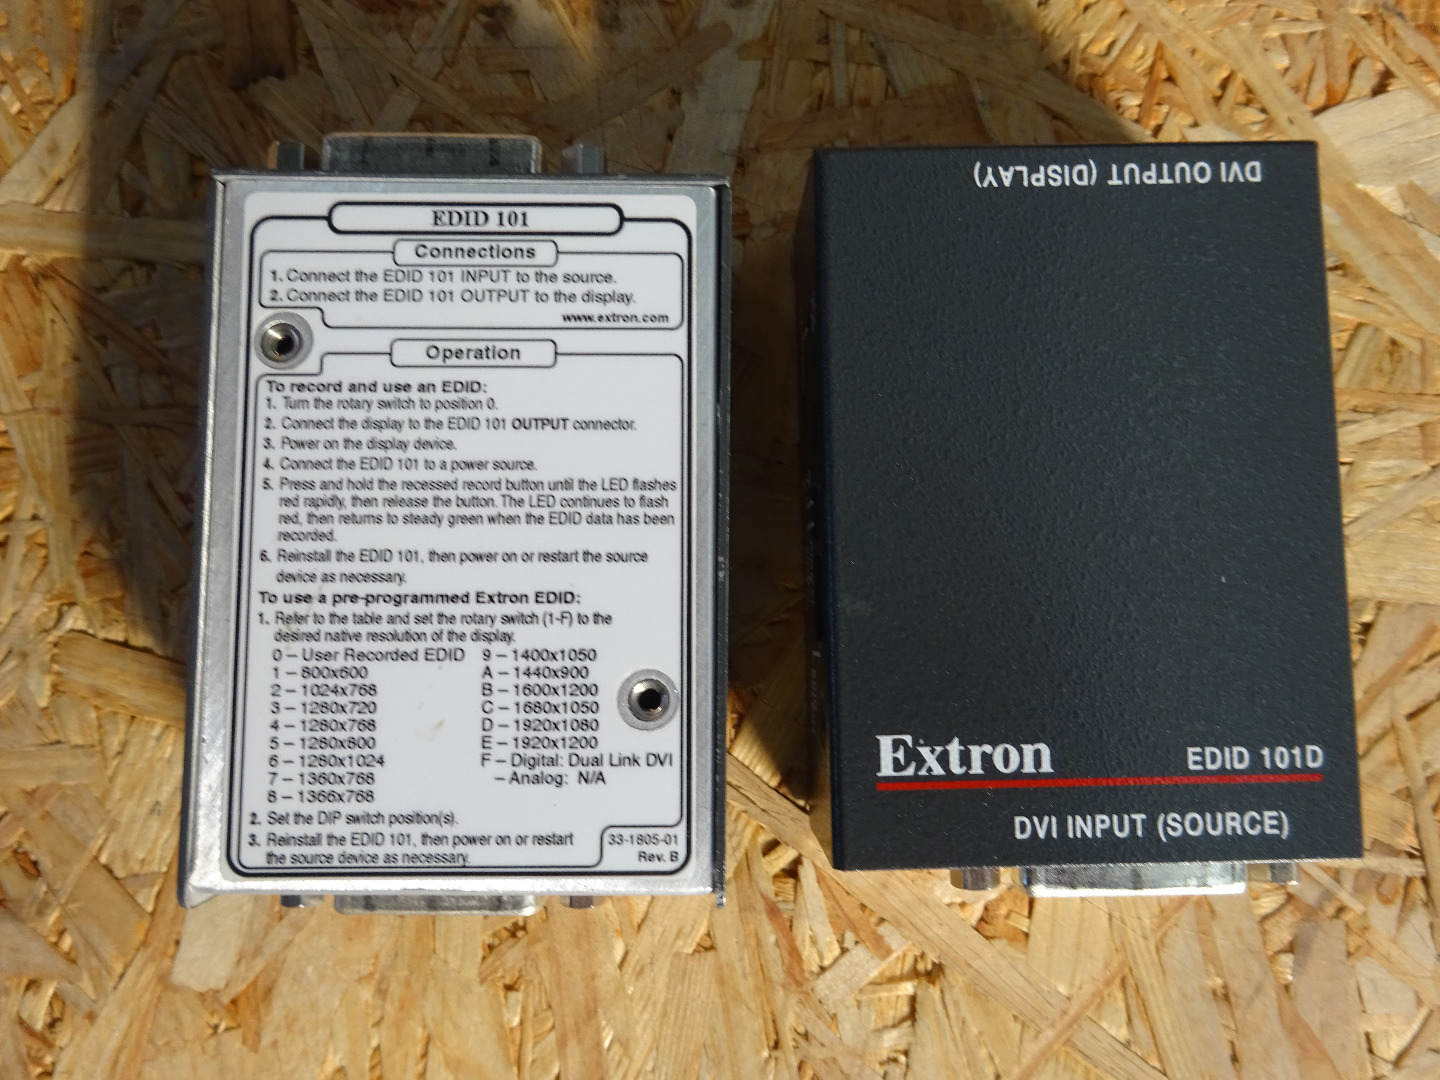 EDID 101
Connections
1. Connect the EDID 101 INPUT to the source.
2. Connect the EDID 101 OUTPUT to the display.
www.extron.com
Operation
To record and use an EDID:
1. Turn the rotary switch to position 0.
2. Connect the display to the EDID 101 OUTPUT connector.
3. Power on the display device.
4. Connect the EDID 101 to a power source.
5. Press and hold the recessed record button until the LED flashes
red rapidly, then release the button. The LED continues to flash
red, then returns to steady green when the EDID data has been
recorded.
6. Reinstall the EDID 101, then power on or restart the source
device as necessary.
To use a pre-programmed Extron EDID:
1. Refer to the table and set the rotary switch (1-F) to the
desired native resolution of the display.
0 – User Recorded EDID
1 – 800x600
2 – 1024x768
3 – 1280x720
4 – 1280x768
5 – 1280x800
6 – 1280x1024
7 – 1360x768
8 – 1366x768
9 – 1400x1050
A – 1440x900
B – 1600x1200
C – 1680x1050
D – 1920x1080
E – 1920x1200
F – Digital: Dual Link DVI
– Analog: N/A
2. Set the DIP switch position(s).
3. Reinstall the EDID 101, then power on or restart
the source device as necessary.
33-1805-01
Rev. B
DVI OUTPUT (DISPLAY)
Extron
EDID 101D
DVI INPUT (SOURCE)